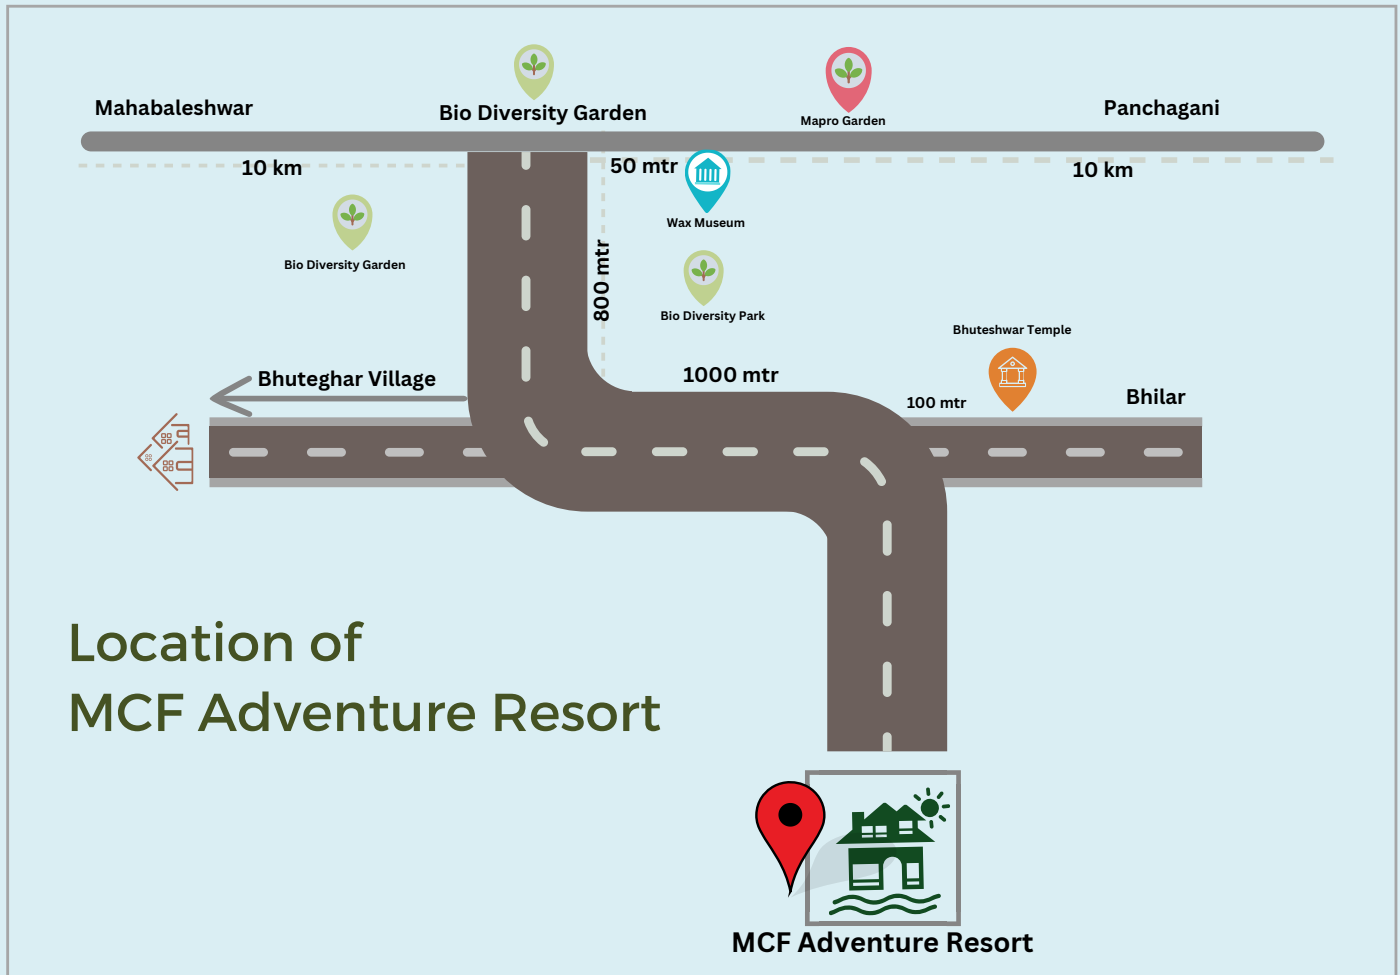 Mahabaleshwar
Bio Diversity Garden
Mapro Garden
Panchagani
10 km
50 mtr
10 km
Wax Museum
Bio Diversity Garden
800 mtr
Bio Diversity Park
Bhuteshwar Temple
Bhuteghar Village
1000 mtr
100 mtr
Bhilar
Location of
MCF Adventure Resort
MCF Adventure Resort